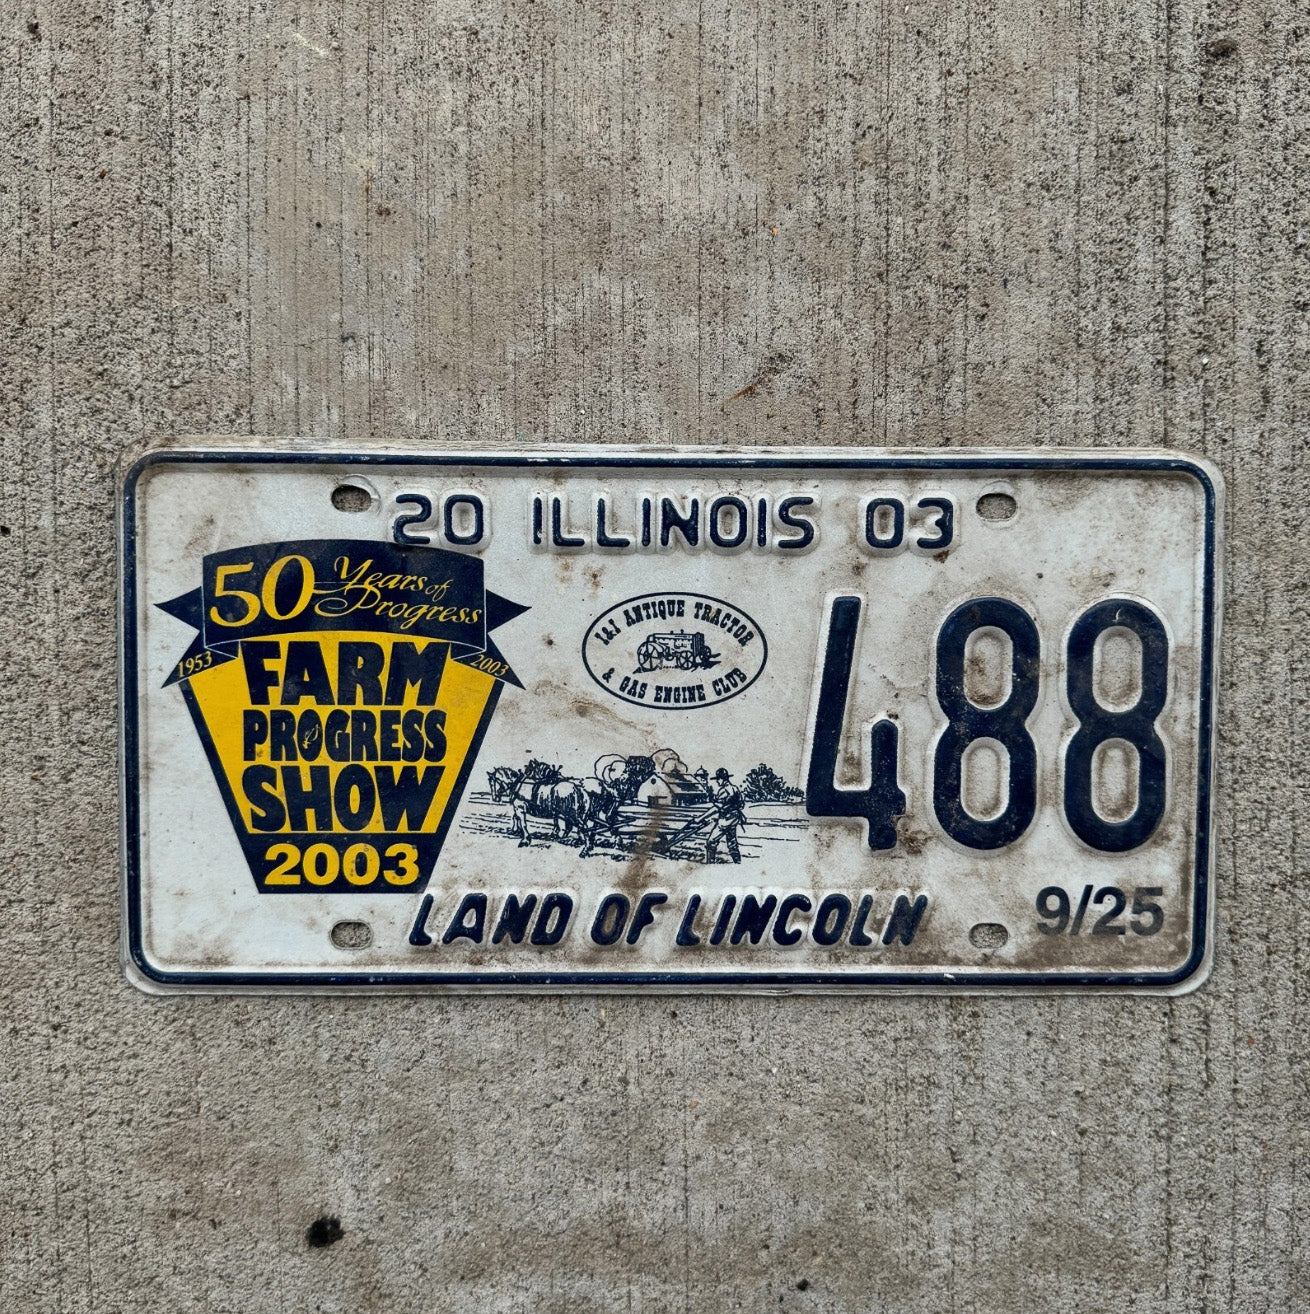 20 ILLINOIS 03
50 Years of Progress
1953 2003
FARM
PROGRESS
SHOW
2003
I&I ANTIQUE TRACTOR
& GAS ENGINE CLUB
488
LAND OF LINCOLN
9/25